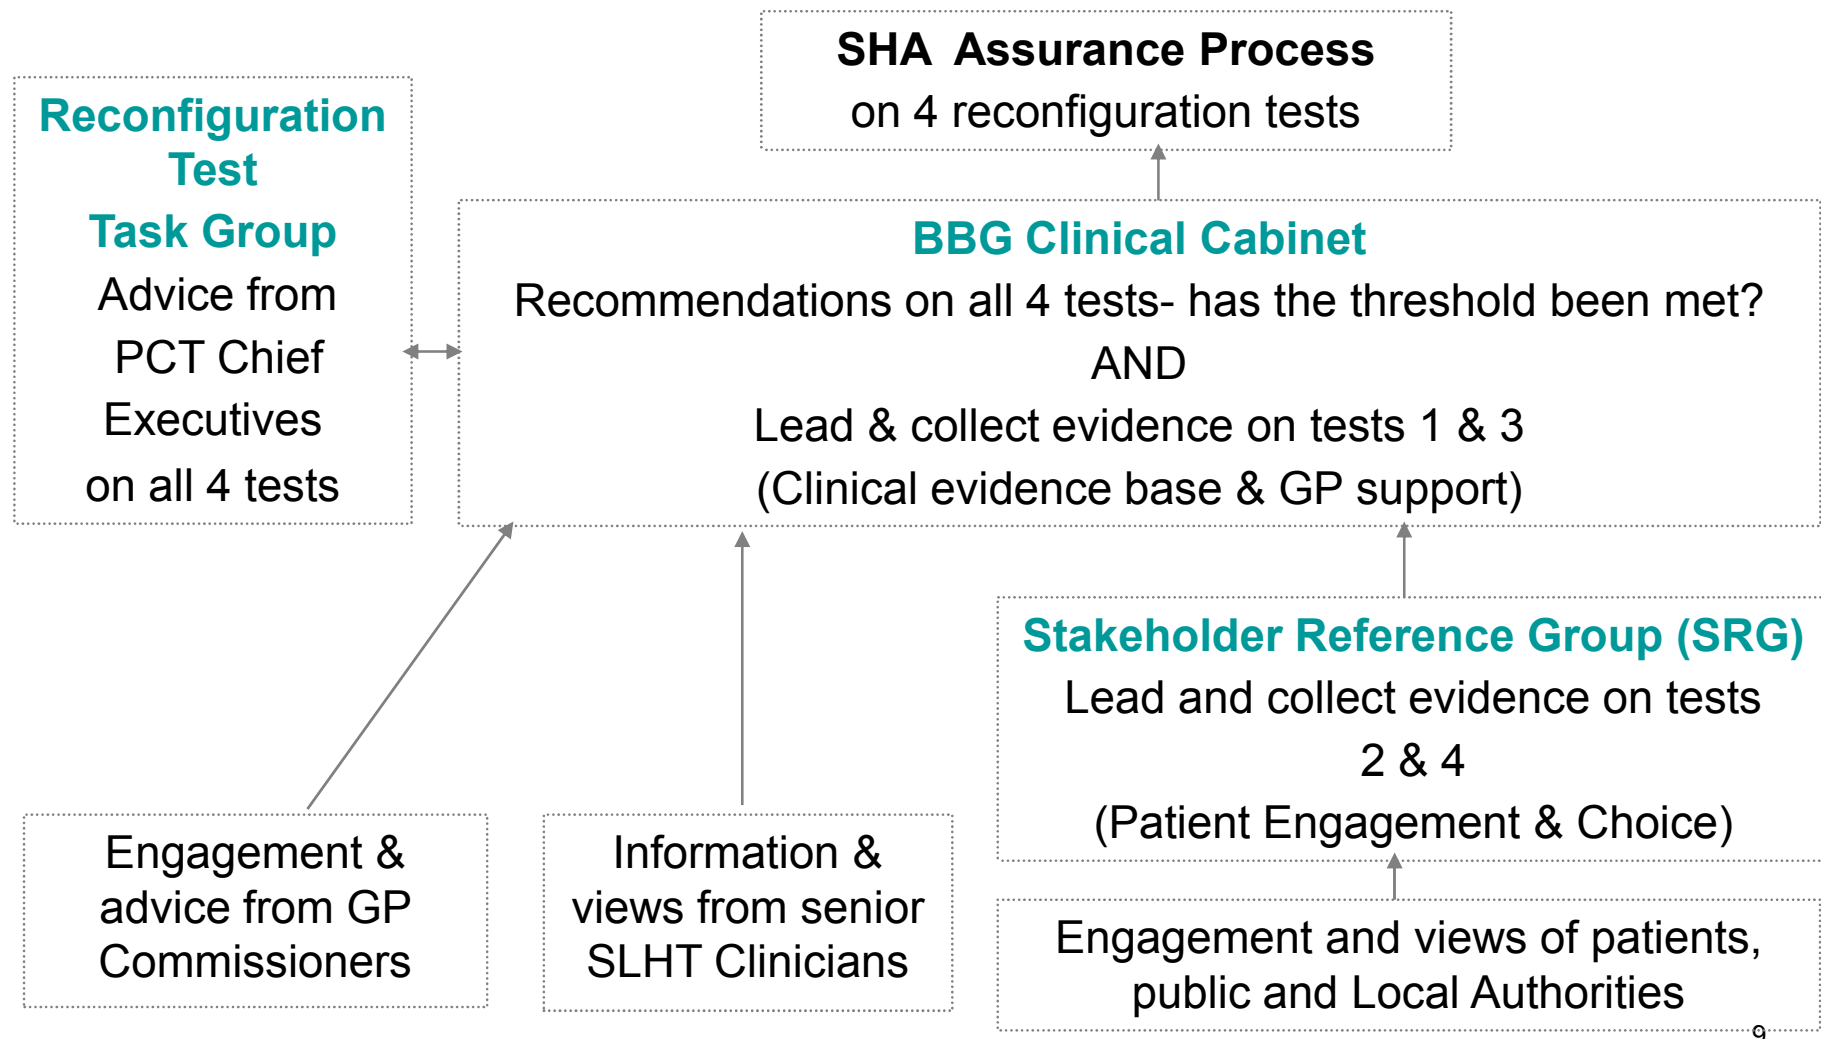 SHA Assurance Process
on 4 reconfiguration tests
Reconfiguration
Test
Task Group
Advice from
PCT Chief
Executives
on all 4 tests
BBG Clinical Cabinet
Recommendations on all 4 tests- has the threshold been met?
AND
Lead & collect evidence on tests 1 & 3
(Clinical evidence base & GP support)
Stakeholder Reference Group (SRG)
Lead and collect evidence on tests
2 & 4
(Patient Engagement & Choice)
Engagement &
advice from GP
Commissioners
Information &
views from senior
SLHT Clinicians
Engagement and views of patients,
public and Local Authorities
9